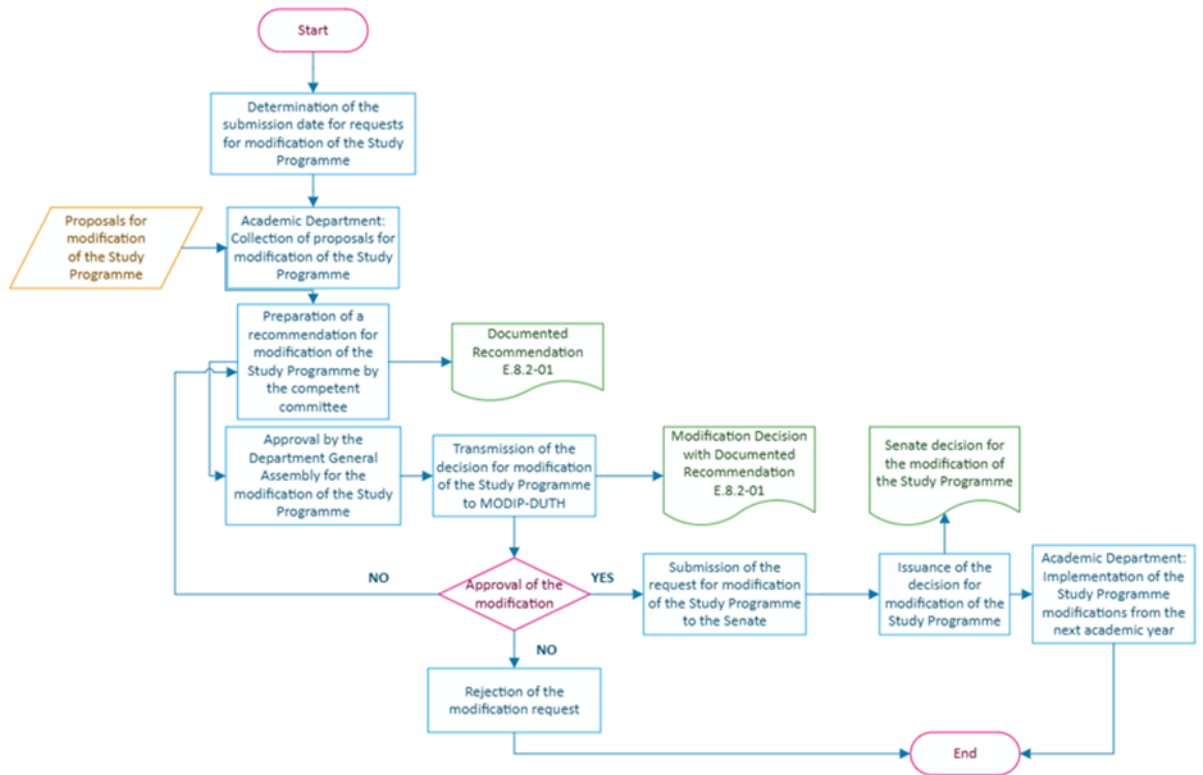 Start
Determination of the
submission date for requests
for modification of the Study
Programme
Proposals for
modification
of the Study
Programme
Academic Department:
Collection of proposals for
modification of the Study
Programme
Preparation of a
recommendation for
modification of the
Study Programme by
the competent
committee
Documented
Recommendation
E.8.2-01
Approval by the
Department General
Assembly for the
modification of the Study
Programme
Transmission of the
decision for modification
of the Study Programme
to MODIP-DUTH
Modification Decision
with Documented
Recommendation
E.8.2-01
Senate decision for
the modification of
the Study Programme
NO
Approval of the
modification
YES
Submission of the
request for modification
of the Study Programme
to the Senate
Issuance of the
decision for
modification of the
Study Programme
Academic Department:
Implementation of the
Study Programme
modifications from the
next academic year
NO
Rejection of the
modification request
End